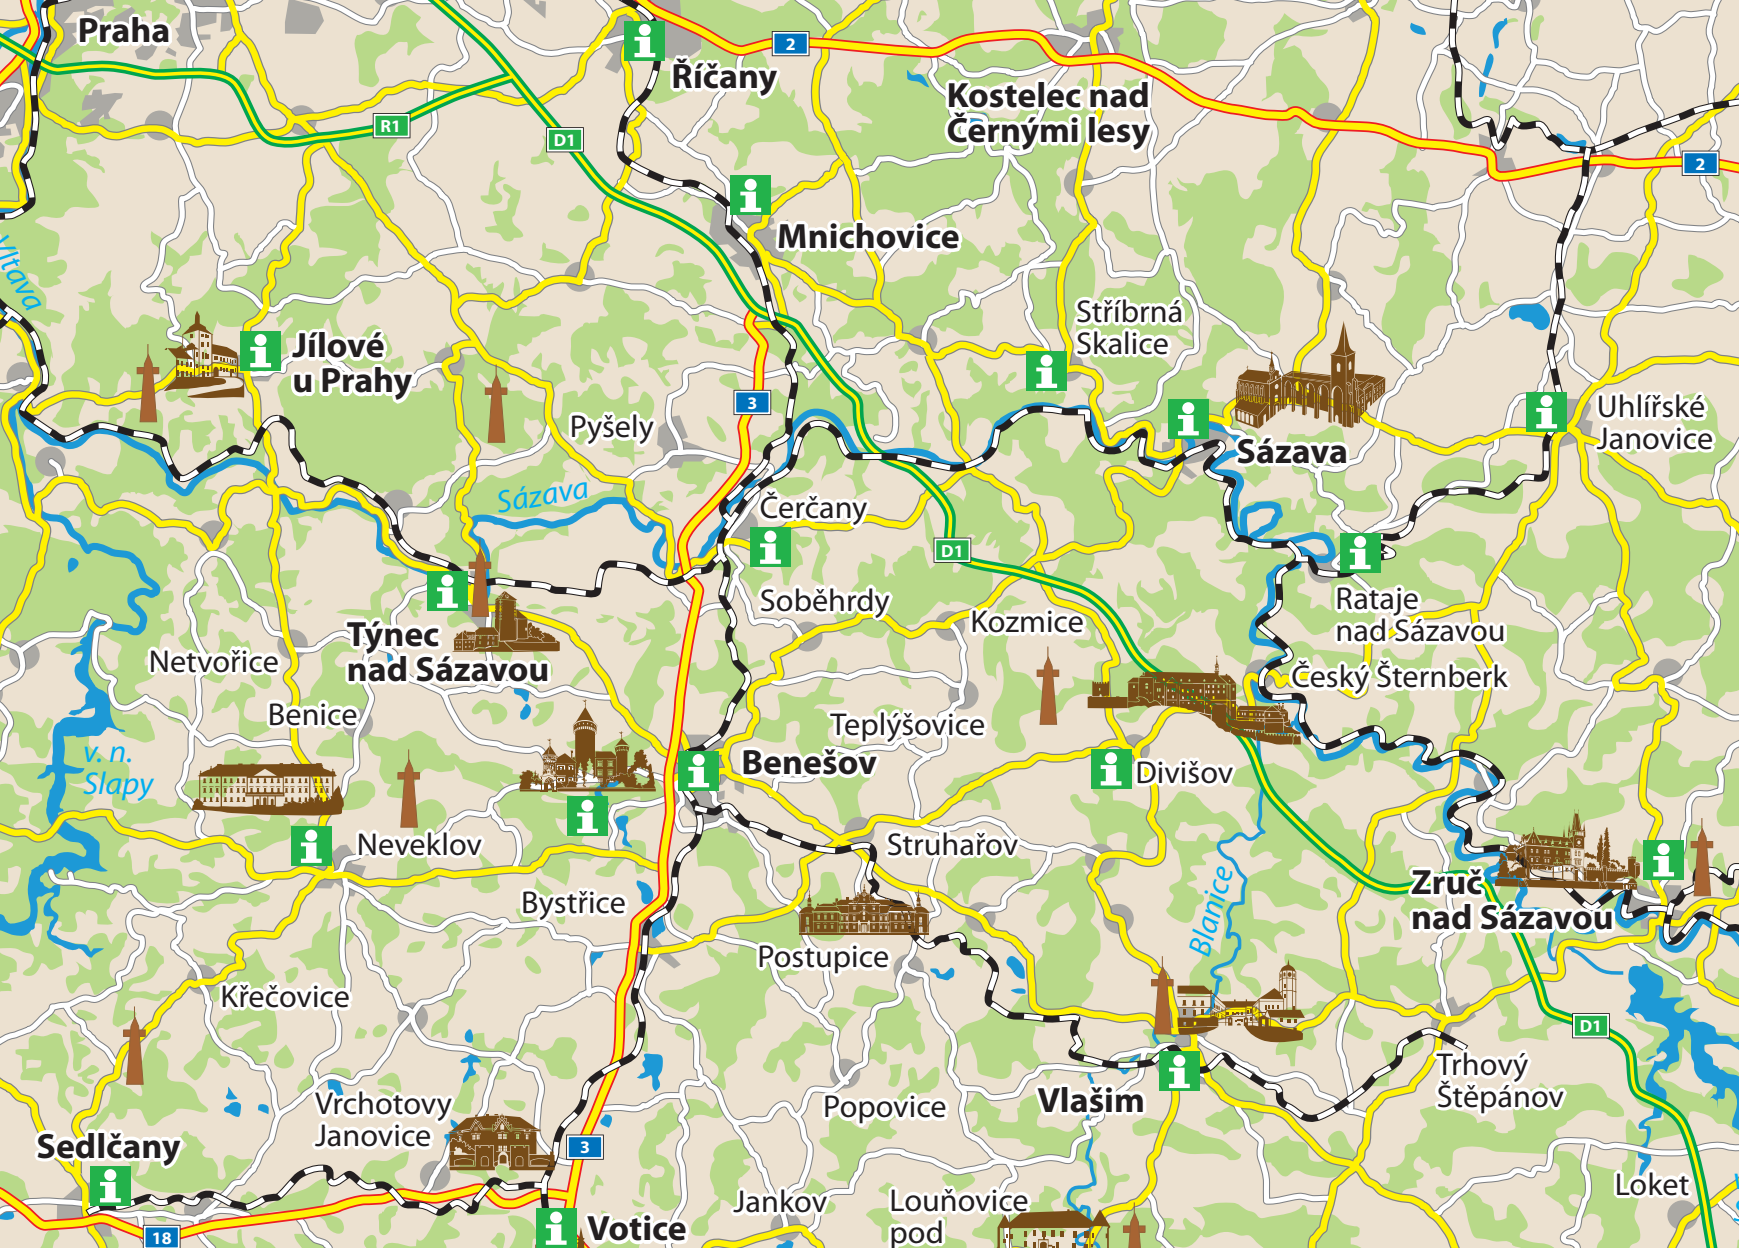 Praha
Říčany
2
Kostelec nad
Černými lesy
R1
D1
2
Mnichovice
Vltava
Stříbrná
Skalice
Jílové
u Prahy
3
Pyšely
Uhlířské
Janovice
Sázava
Sázava
Čerčany
D1
Soběhrdy
Kozmice
Rataje
nad Sázavou
Týnec
nad Sázavou
Netvořice
Český Šternberk
Benice
Teplýšovice
v. n.
Slapy
Benešov
Divišov
Neveklov
Struhařov
Zruč
nad Sázavou
Bystřice
Blanice
Postupice
Křečovice
D1
Trhový
Štěpánov
Vrchotovy
Janovice
Popovice
Vlašim
Sedlčany
3
Loket
Jankov
Louňovice
pod
Votice
18